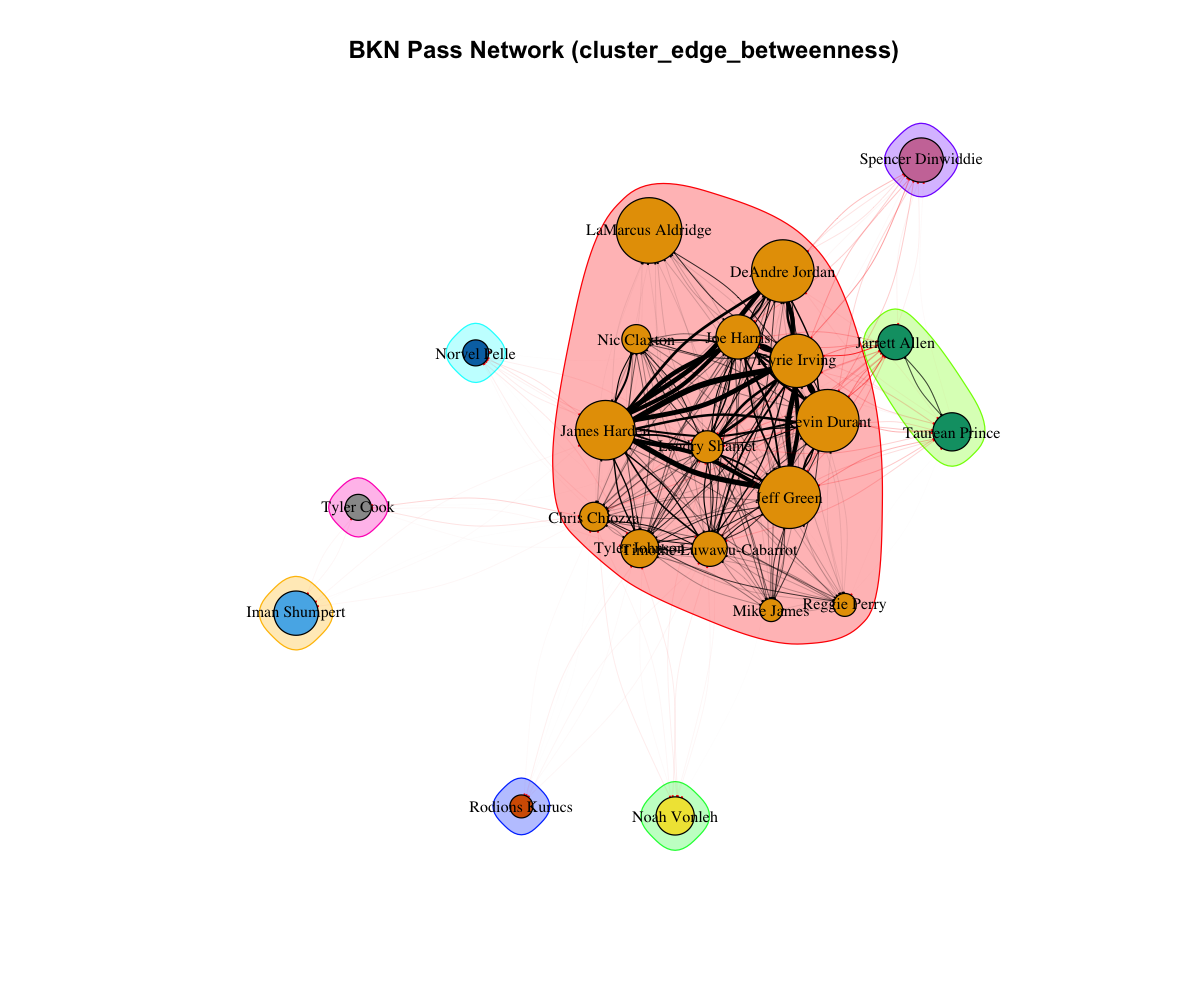 BKN Pass Network (cluster_edge_betweenness)
Spencer Dinwiddie
LaMarcus Aldridge
DeAndre Jordan
Nic Claxton
Joe Harris
Jarrett Allen
Norvel Pelle
Kyrie Irving
James Harden
Kevin Durant
Taurean Prince
Landry Shamet
Jeff Green
Tyler Cook
Chris Chiozza
Tyler Johnson
Timothe Luwawu-Cabarrot
Iman Shumpert
Mike James
Reggie Perry
Rodions Kurucs
Noah Vonleh